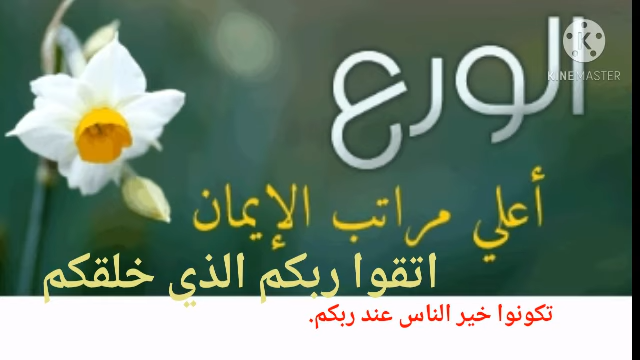 الورع
KINEMASTER
أعلي مراتب الإيمان
اتقوا ربكم الذي خلقكم
تكونوا خير الناس عند ربكم.